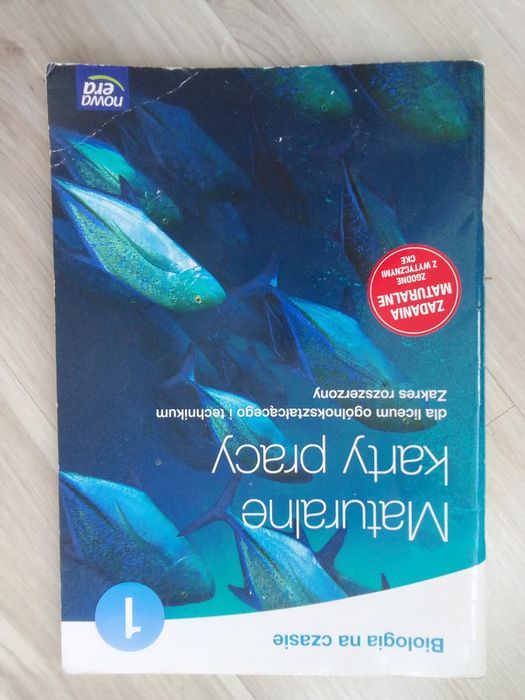 Biologia na czasie
1
Maturalne
karty pracy
dla liceum ogólnokształcącego i technikum
Zakres rozszerzony
ZADANIA
MATURALNE
ZGODNE
Z WYTYCZNYMI
CKE
nowa
era